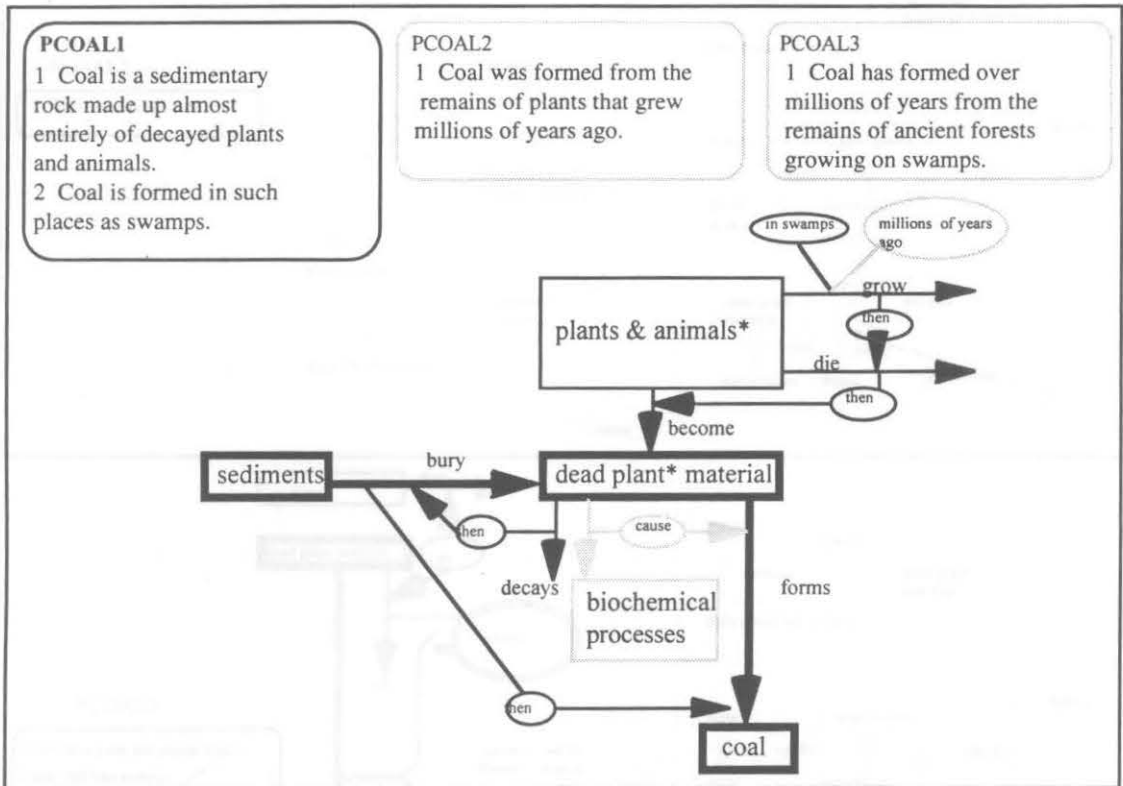 PCOAL1
1 Coal is a sedimentary
rock made up almost
entirely of decayed plants
and animals.
2 Coal is formed in such
places as swamps.
PCOAL2
1 Coal was formed from the
remains of plants that grew
millions of years ago.
PCOAL3
1 Coal has formed over
millions of years from the
remains of ancient forests
growing on swamps.
in swamps
millions of years
ago
grow
then
plants & animals*
die
then
become
sediments
bury
dead plant* material
then
cause
decays
biochemical
processes
forms
then
coal